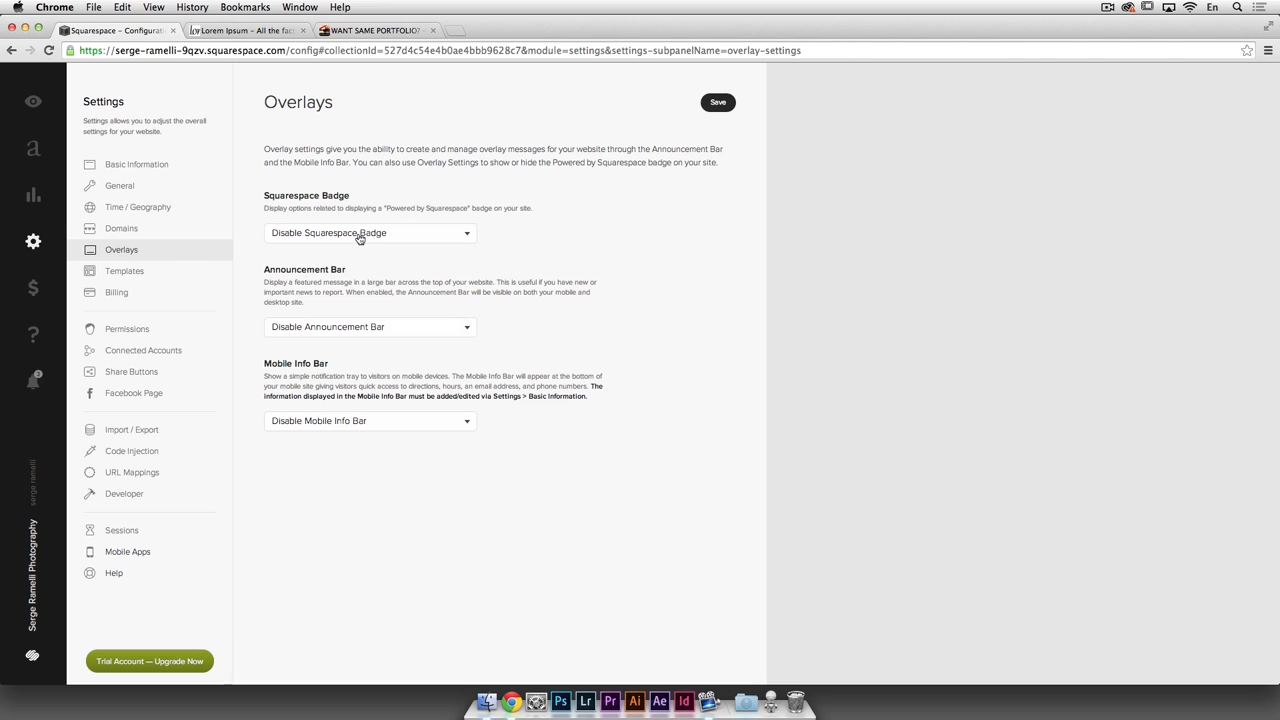 Chrome File Edit View History Bookmarks Window Help En
Squarespace - Configurati
Lorem Ipsum - All the fac
WANT SAME PORTFOLIO?
https://serge-ramelli-9qzv.squarespace.com/config#collectionId=527d4c54e4b0ae4bbb9628c7&module=settings&settings-subpanelName=overlay-settings
a
$
?
3
serge ramelli
Serge Ramelli Photography
Settings
Settings allows you to adjust the overall
settings for your website.
Basic Information
General
Time / Geography
Domains
Overlays
Templates
Billing
Permissions
Connected Accounts
Share Buttons
Facebook Page
Import / Export
Code Injection
URL Mappings
Developer
Sessions
Mobile Apps
Help
Trial Account — Upgrade Now
Overlays
Save
Overlay settings give you the ability to create and manage overlay messages for your website through the Announcement Bar
and the Mobile Info Bar. You can also use Overlay Settings to show or hide the Powered by Squarespace badge on your site.
Squarespace Badge
Display options related to displaying a "Powered by Squarespace" badge on your site.
Disable Squarespace Badge
Announcement Bar
Display a featured message in a large bar across the top of your website. This is useful if you have new or
important news to report. When enabled, the Announcement Bar will be visible on both your mobile and
desktop site.
Disable Announcement Bar
Mobile Info Bar
Show a simple notification tray to visitors on mobile devices. The Mobile Info Bar will appear at the bottom of
your mobile site giving visitors quick access to directions, hours, an email address, and phone numbers. The
information displayed in the Mobile Info Bar must be added/edited via Settings > Basic Information.
Disable Mobile Info Bar
Ps Lr Pr Ai Ae Id